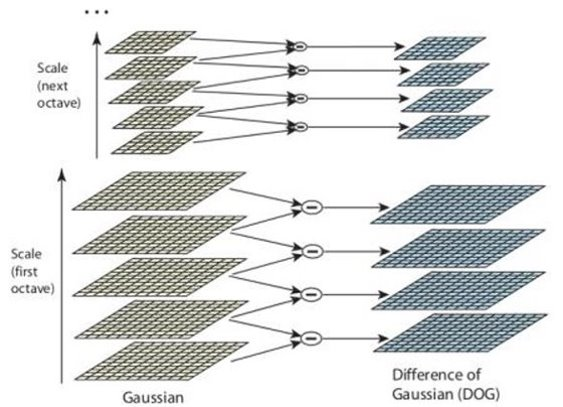 ...
Scale
(next
octave)
Scale
(first
octave)
Gaussian
Difference of
Gaussian (DOG)